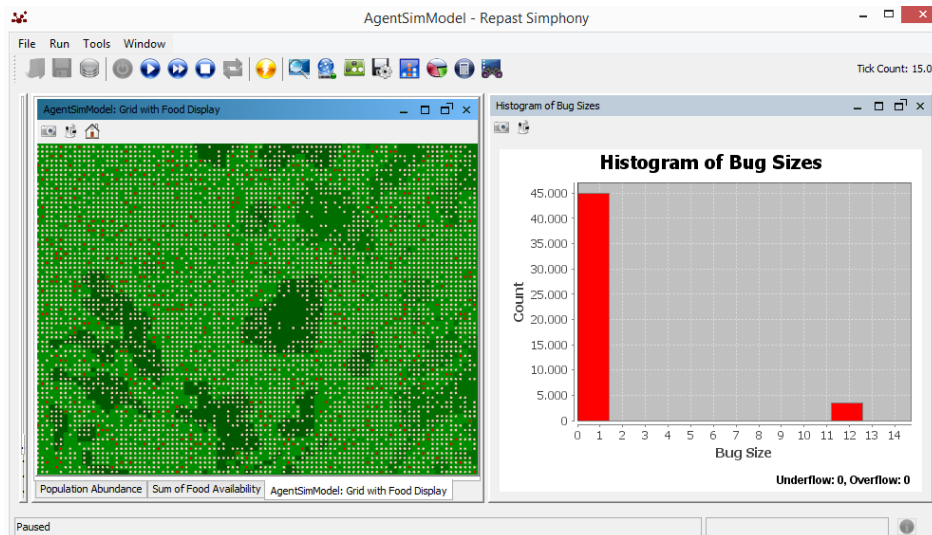 AgentSimModel - Repast Simphony
File Run Tools Window
Tick Count: 15.0
AgentSimModel: Grid with Food Display
Population Abundance
Sum of Food Availability
AgentSimModel: Grid with Food Display
Histogram of Bug Sizes
Histogram of Bug Sizes
Count
45.000
40.000
35.000
30.000
25.000
20.000
15.000
10.000
5.000
0
0 1 2 3 4 5 6 7 8 9 10 11 12 13 14
Bug Size
Underflow: 0, Overflow: 0
Paused